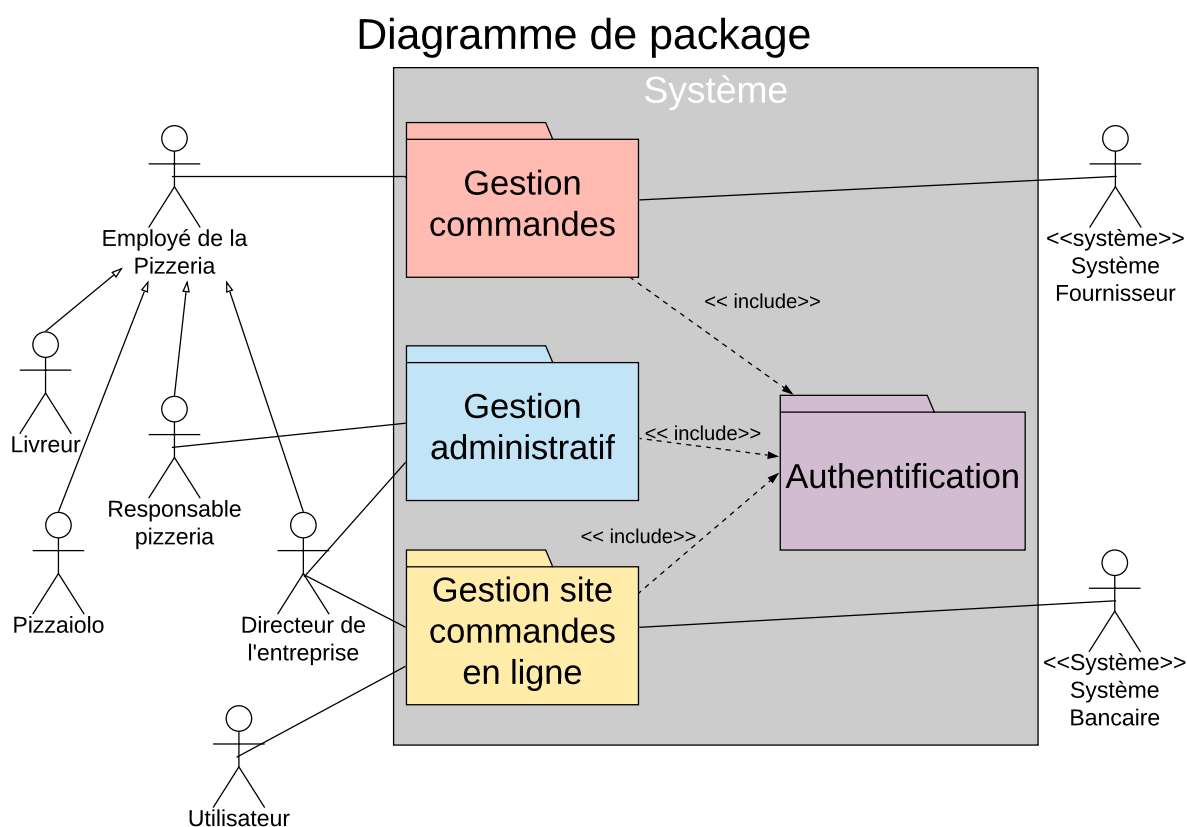 Diagramme de package
Système
Gestion
commandes
Employé de la
Pizzeria
<<système>>
Système
Fournisseur
<< include>>
Livreur
Gestion
administratif
<< include>>
Authentification
Responsable
pizzeria
<< include>>
Pizzaiolo
Directeur de
l'entreprise
Gestion site
commandes
en ligne
<<Système>>
Système
Bancaire
Utilisateur